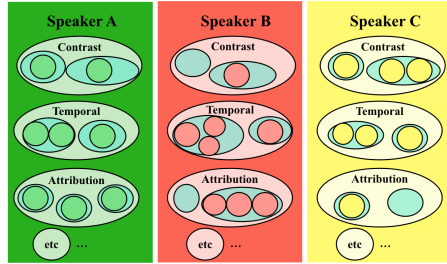 Speaker A
Contrast
Temporal
Attribution
etc ...
Speaker B
Contrast
Temporal
Attribution
etc ...
Speaker C
Contrast
Temporal
Attribution
etc ...